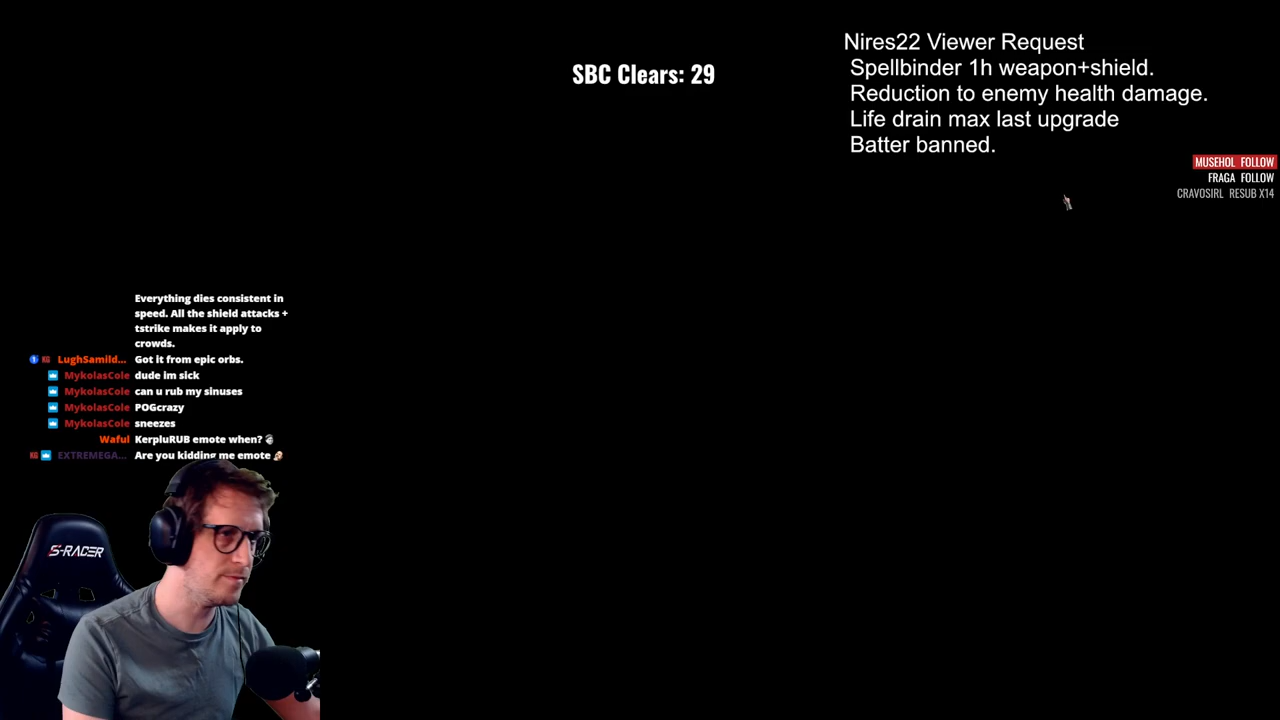 Nires22 Viewer Request
Spellbinder 1h weapon+shield.
Reduction to enemy health damage.
Life drain max last upgrade
Batter banned.
SBC Clears: 29
MUSEHOL FOLLOW
FRAGA FOLLOW
CRAVOSIRL RESUB X14
Everything dies consistent in
speed. All the shield attacks +
tstrike makes it apply to
crowds.
LughSamild... Got it from epic orbs.
MykolasCole dude im sick
MykolasCole can u rub my sinuses
MykolasCole POGcrazy
MykolasCole sneezes
Waful KerpluRUB emote when?
EXTREMEGA... Are you kidding me emote
S-RACER